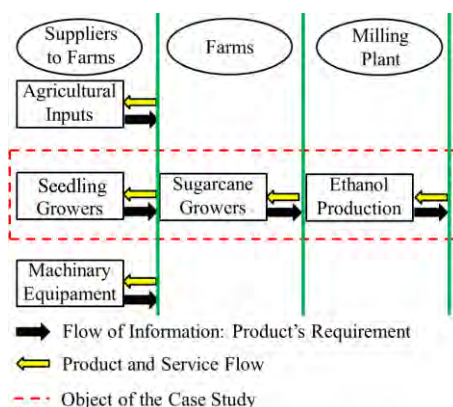 Suppliers
to Farms
Farms
Milling
Plant
Agricultural
Inputs
Seedling
Growers
Sugarcane
Growers
Ethanol
Production
Machinary
Equipament
Flow of Information: Product's Requirement
Product and Service Flow
Object of the Case Study